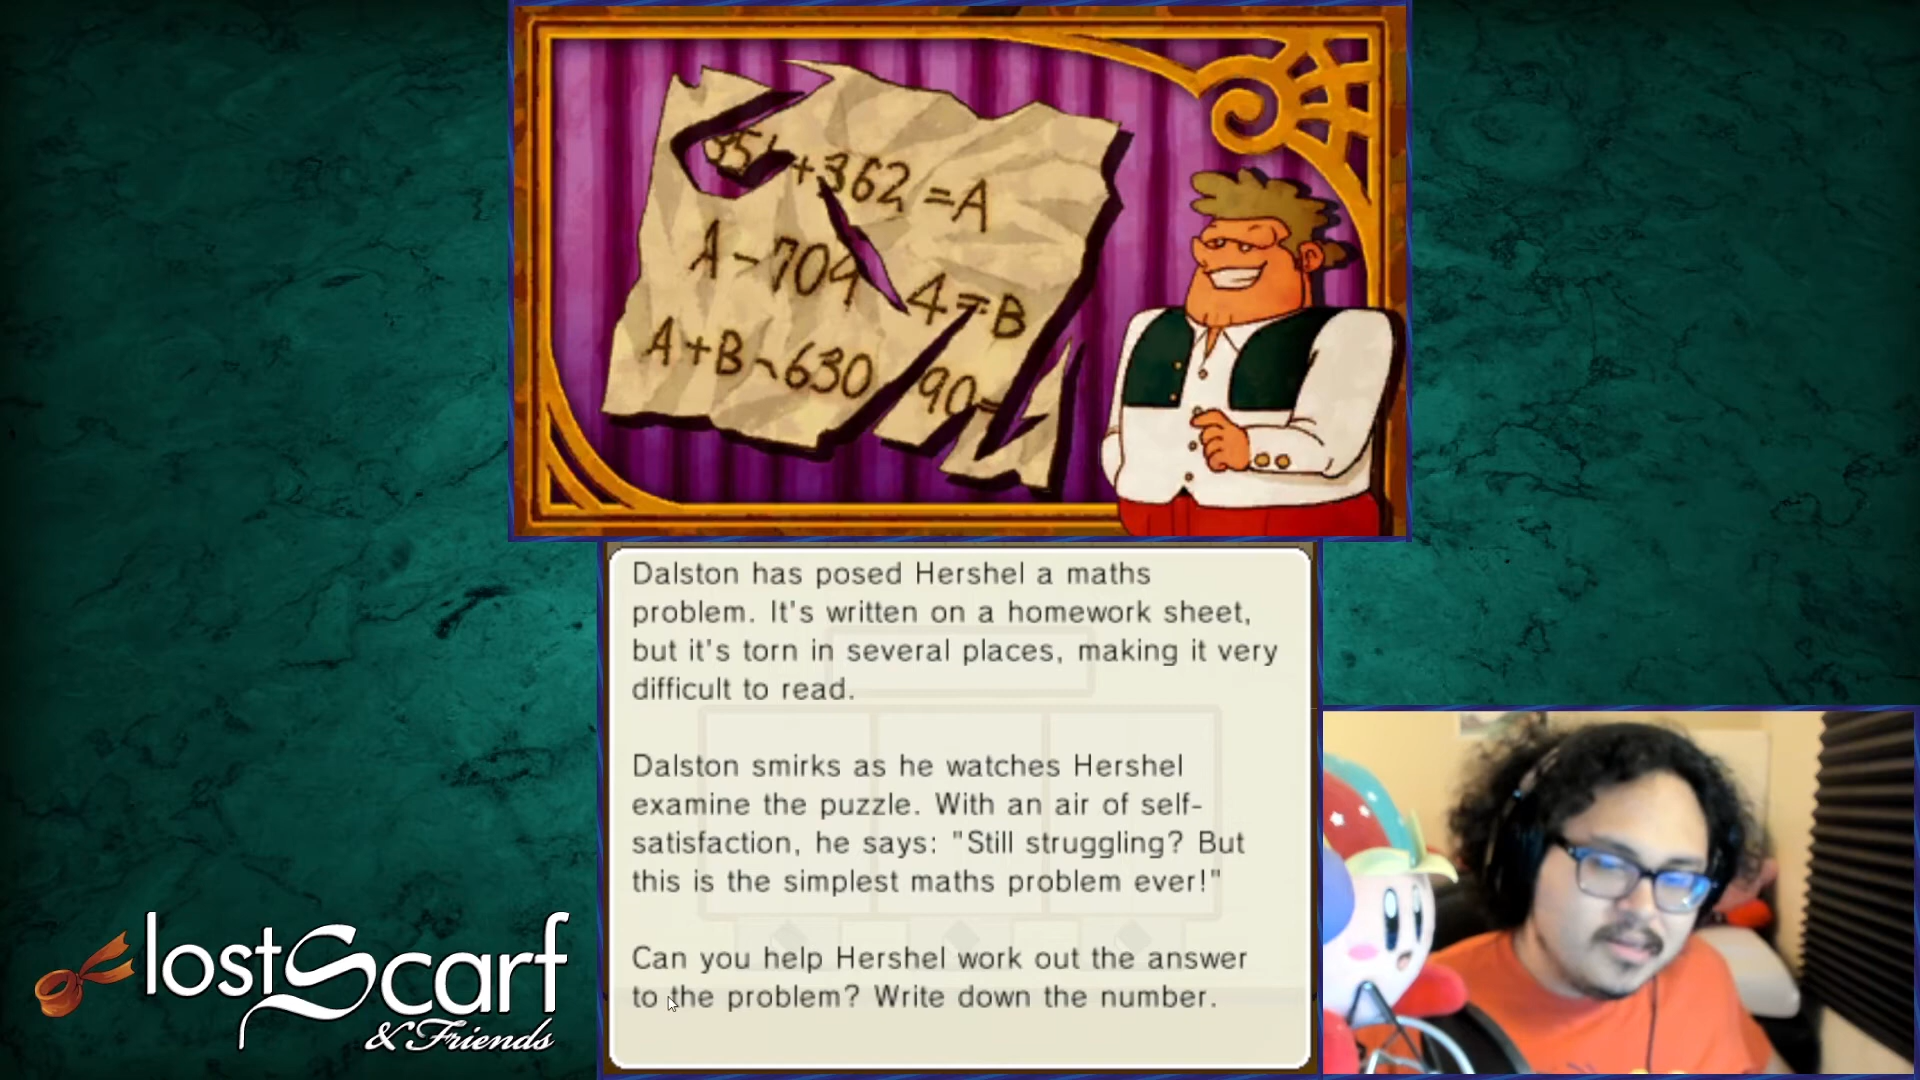 +362=A
A-704 4=B
A+B-630 90=
Dalston has posed Hershel a maths
problem. It's written on a homework sheet,
but it's torn in several places, making it very
difficult to read.
Dalston smirks as he watches Hershel
examine the puzzle. With an air of self-
satisfaction, he says: "Still struggling? But
this is the simplest maths problem ever!"
Can you help Hershel work out the answer
to the problem? Write down the number.
lostScarf
&Friends